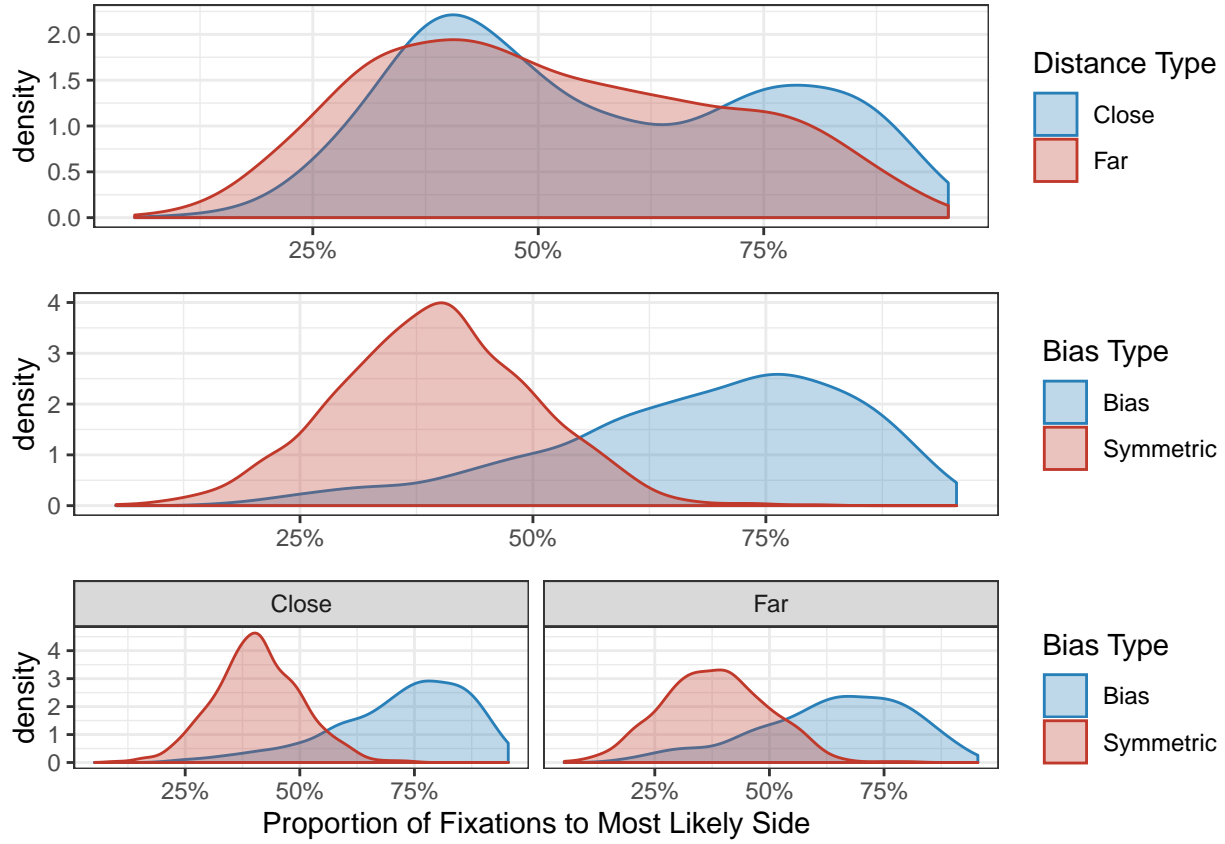 density
2.0
1.5
1.0
0.5
0.0
25% 50% 75%
Distance Type
Close
Far
density
4
3
2
1
0
25% 50% 75%
Bias Type
Bias
Symmetric
Close Far
density
4
3
2
1
0
25% 50% 75% 25% 50% 75%
Proportion of Fixations to Most Likely Side
Bias Type
Bias
Symmetric